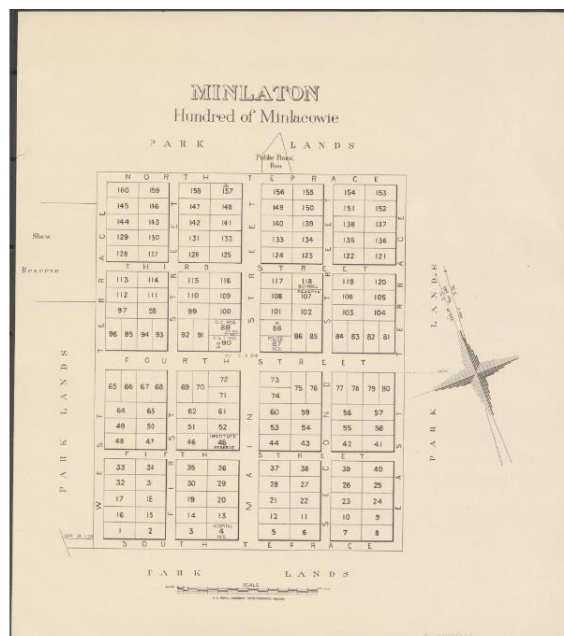 MINLATON
Hundred of Minlacowie
PARK LANDS
Public Road
Res
NORTH TERRACE
160 159 158 157 156 155 154 153
145 146 147 148 149 150 151 152
144 143 142 141 140 139 138 137
129 130 131 132 133 134 135 136
128 127 126 125 124 123 122 121
Show
Reserve
THIRD STREET
113 114 115 116 117 118 119 120
SCHOOL
RESERVE
112 111 110 109 108 107 106 105
97 98 99 100 101 102 103 104
96 95 94 93 92 91 89 90 88 87 86 85 84 83 82 81
POLICE
RES
FOURTH STREET
65 66 67 68 69 70 72 73 75 76 77 78 79 80
71 74
64 63 62 61 60 59 56 57
49 50 51 52 53 54 55 58
48 47 46 45 44 43 42 41
INSTITUTE
RESERVE
FIFTH STREET
33 34 35 36 37 38 39 40
32 31 30 29 28 27 26 25
17 18 19 20 21 22 23 24
16 15 14 13 12 11 10 9
1 2 3 4 5 6 7 8
HOSPITAL
RES.
SOUTH TERRACE
WEST TERRACE
FIRST STREET
MAIN STREET
SECOND STREET
EAST TERRACE
PARK LANDS
PARK LANDS
PARK LANDS
SCALE